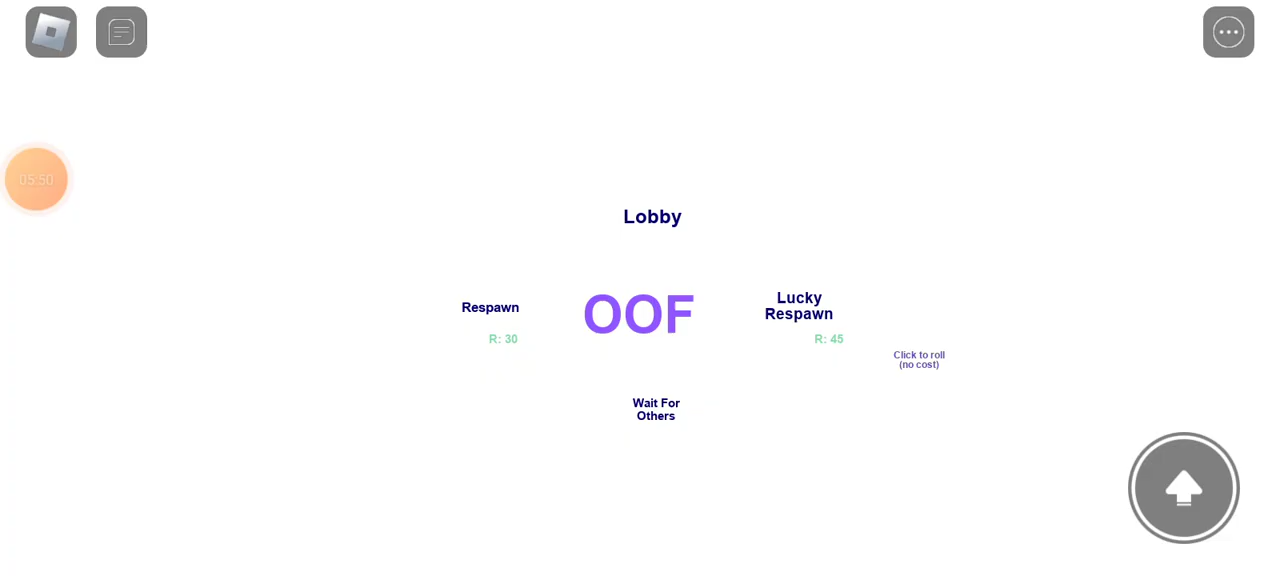 05:50
Lobby
Respawn
OOF
Lucky
Respawn
R: 30
R: 45
Click to roll
(no cost)
Wait For
Others